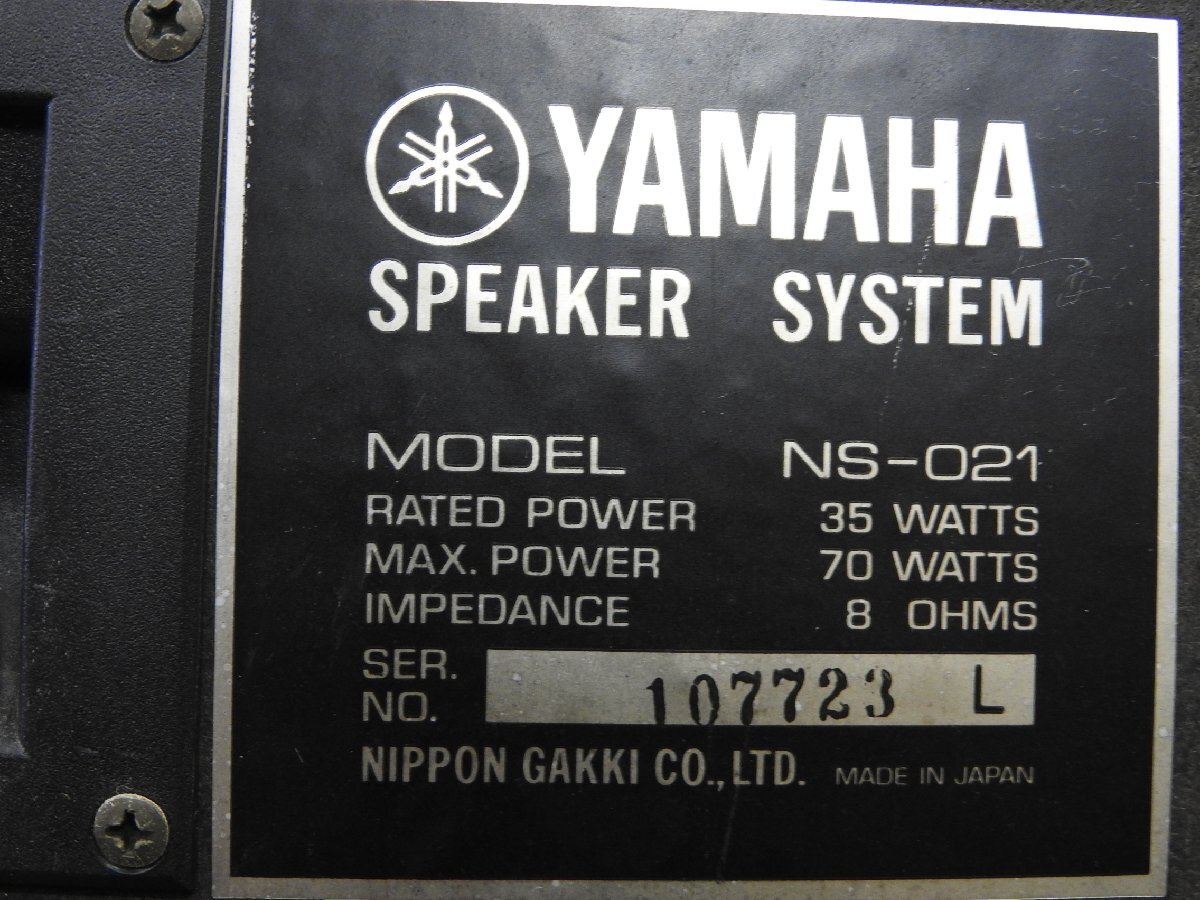 YAMAHA
SPEAKER SYSTEM
MODEL NS-021
RATED POWER 35 WATTS
MAX. POWER 70 WATTS
IMPEDANCE 8 OHMS
SER.
NO. 107723 L
NIPPON GAKKI CO., LTD. MADE IN JAPAN